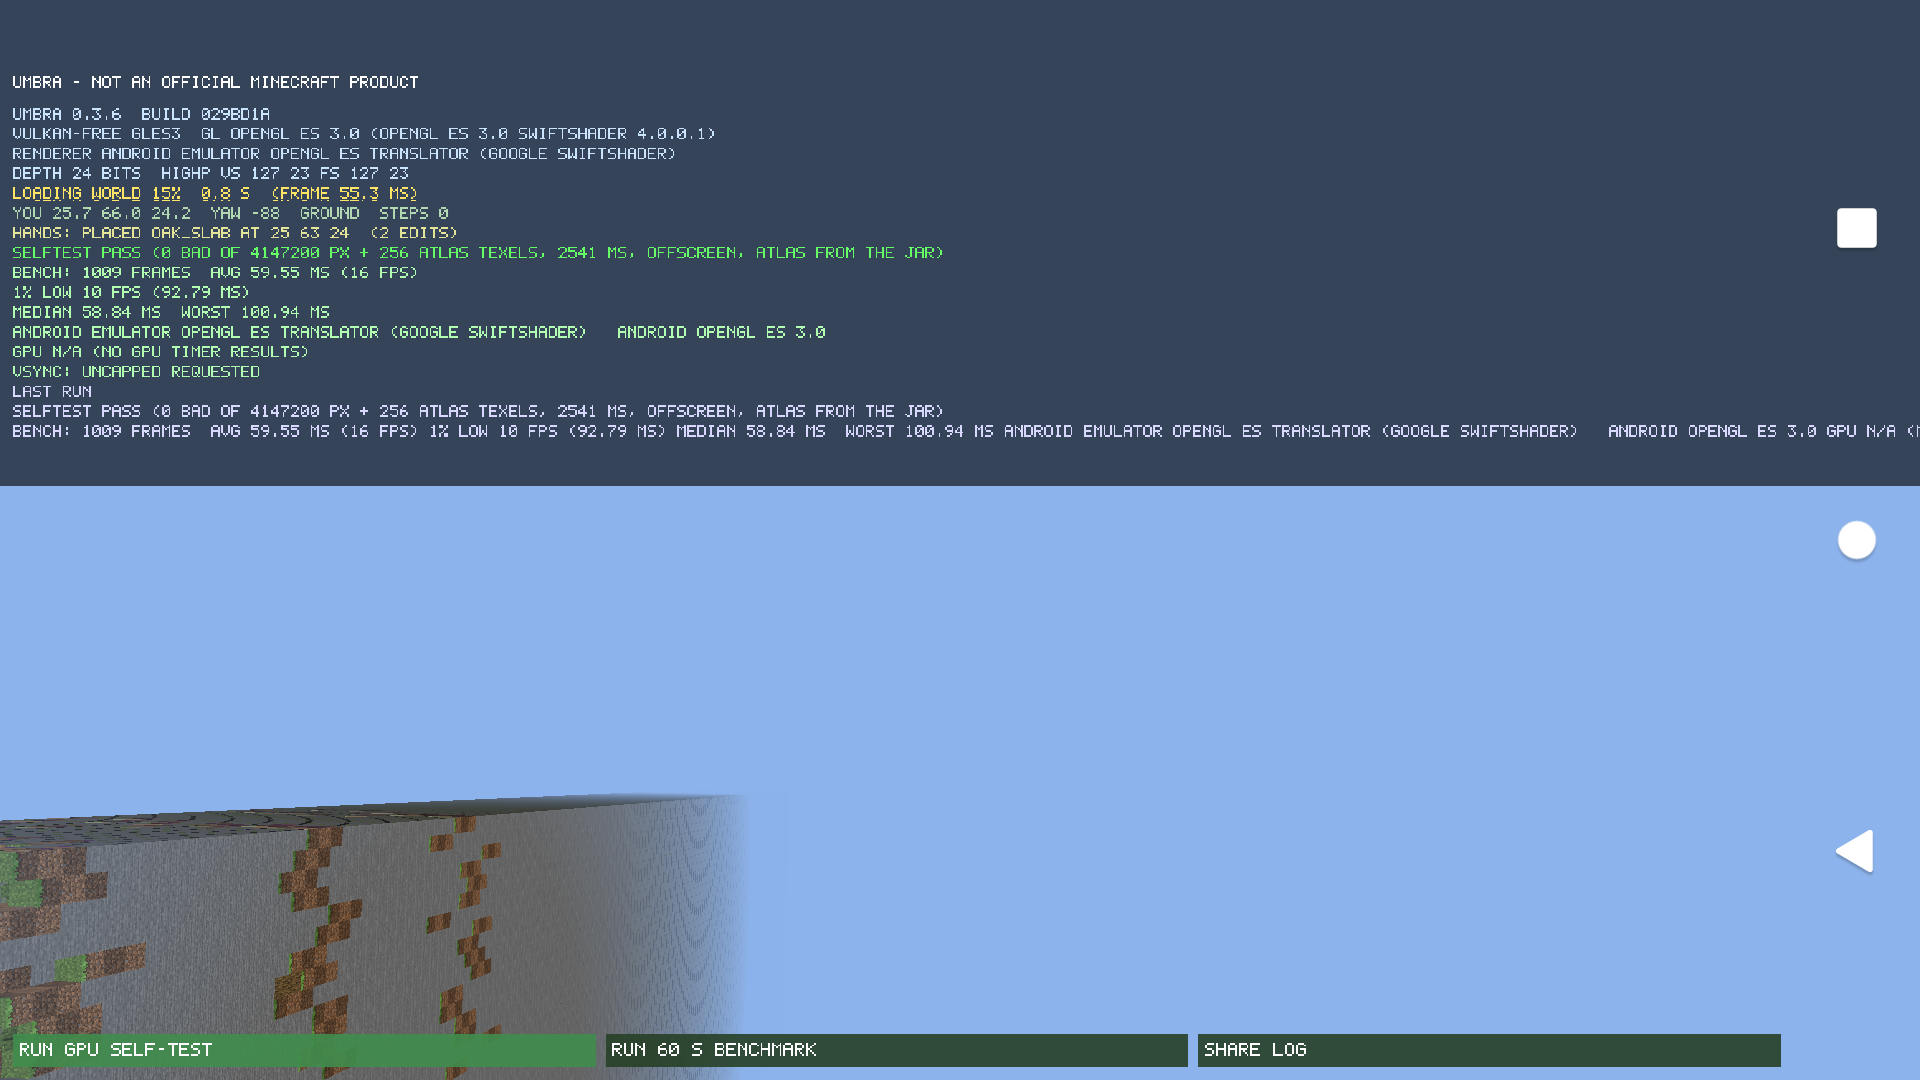 UMBRA - NOT AN OFFICIAL MINECRAFT PRODUCT
UMBRA 0.3.6 BUILD 029BD1A
VULKAN-FREE GLES3 GL OPENGL ES 3.0 (OPENGL ES 3.0 SWIFTSHADER 4.0.0.1)
RENDERER ANDROID EMULATOR OPENGL ES TRANSLATOR (GOOGLE SWIFTSHADER)
DEPTH 24 BITS HIGHP VS 127 23 FS 127 23
LOADING WORLD 15% 0.8 S (FRAME 55.3 MS)
YOU 25.7 66.0 24.2 YAW -88 GROUND STEPS 0
HANDS: PLACED OAK_SLAB AT 25 63 24 (2 EDITS)
SELFTEST PASS (0 BAD OF 4147200 PX + 256 ATLAS TEXELS, 2541 MS, OFFSCREEN, ATLAS FROM THE JAR)
BENCH: 1009 FRAMES AVG 59.55 MS (16 FPS)
1% LOW 10 FPS (92.79 MS)
MEDIAN 58.84 MS WORST 100.94 MS
ANDROID EMULATOR OPENGL ES TRANSLATOR (GOOGLE SWIFTSHADER) ANDROID OPENGL ES 3.0
GPU N/A (NO GPU TIMER RESULTS)
VSYNC: UNCAPPED REQUESTED
LAST RUN
SELFTEST PASS (0 BAD OF 4147200 PX + 256 ATLAS TEXELS, 2541 MS, OFFSCREEN, ATLAS FROM THE JAR)
BENCH: 1009 FRAMES AVG 59.55 MS (16 FPS) 1% LOW 10 FPS (92.79 MS) MEDIAN 58.84 MS WORST 100.94 MS ANDROID EMULATOR OPENGL ES TRANSLATOR (GOOGLE SWIFTSHADER) ANDROID OPENGL ES 3.0 GPU N/A (
RUN GPU SELF-TEST
RUN 60 S BENCHMARK
SHARE LOG